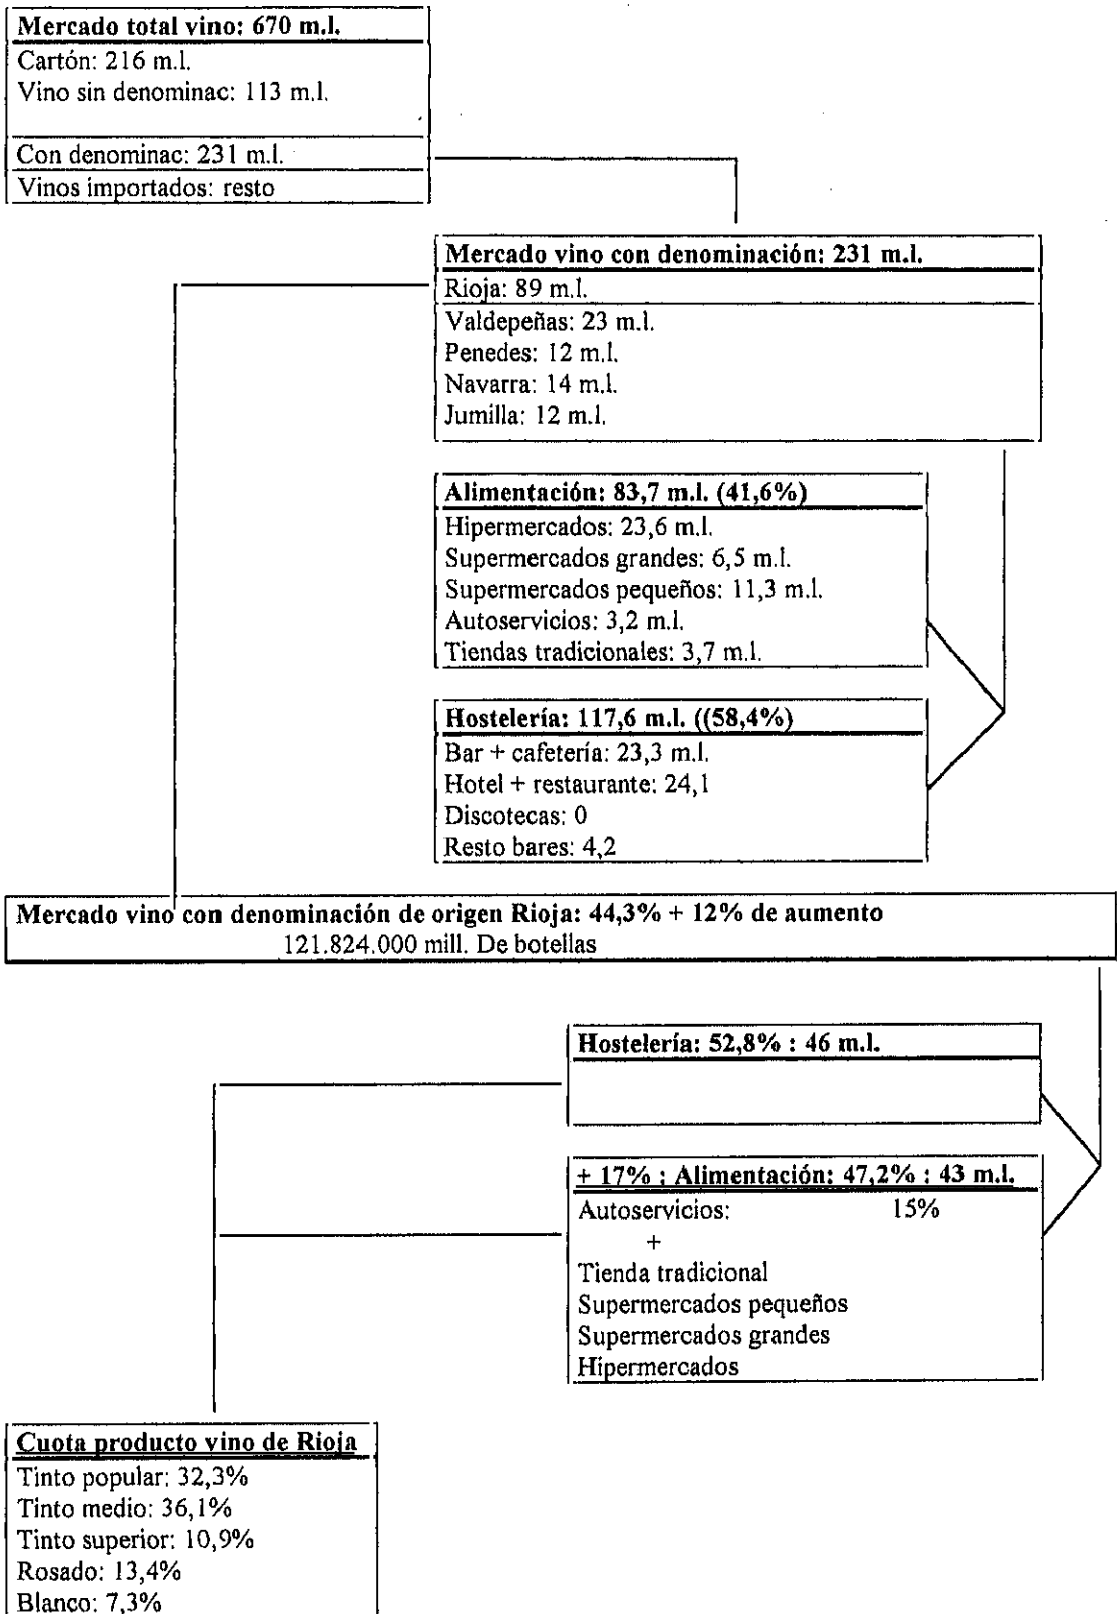 Mercado total vino: 670 m.l.
Cartón: 216 m.l.
Vino sin denominac: 113 m.l.
Con denominac: 231 m.l.
Vinos importados: resto
Mercado vino con denominación: 231 m.l.
Rioja: 89 m.l.
Valdepeñas: 23 m.l.
Penedes: 12 m.l.
Navarra: 14 m.l.
Jumilla: 12 m.l.
Alimentación: 83,7 m.l. (41,6%)
Hipermercados: 23,6 m.l.
Supermercados grandes: 6,5 m.l.
Supermercados pequeños: 11,3 m.l.
Autoservicios: 3,2 m.l.
Tiendas tradicionales: 3,7 m.l.
Hostelería: 117,6 m.l. ((58,4%)
Bar + cafetería: 23,3 m.l.
Hotel + restaurante: 24,1
Discotecas: 0
Resto bares: 4,2
Mercado vino con denominación de origen Rioja: 44,3% + 12% de aumento
121.824.000 mill. De botellas
Hostelería: 52,8% : 46 m.l.
+ 17% : Alimentación: 47,2% : 43 m.l.
Autoservicios: 15%
+
Tienda tradicional
Supermercados pequeños
Supermercados grandes
Hipermercados
Cuota producto vino de Rioja
Tinto popular: 32,3%
Tinto medio: 36,1%
Tinto superior: 10,9%
Rosado: 13,4%
Blanco: 7,3%